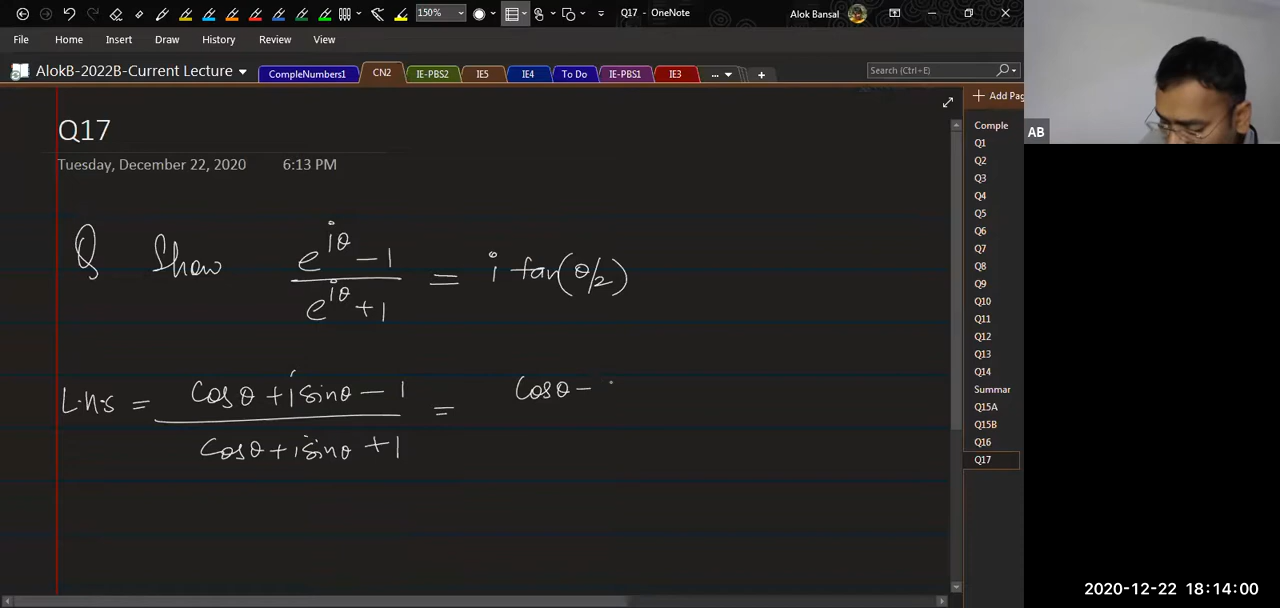 150%
Q17 - OneNote
Alok Bansal
File Home Insert Draw History Review View
AlokB-2022B-Current Lecture
CompleNumbers1 CN2 IE-PBS2 IE5 IE4 To Do IE-PBS1 IE3 ... +
Search (Ctrl+E)
Add Pag
Q17
Tuesday, December 22, 2020 6:13 PM
Q Show (e^{iθ} - 1)/(e^{iθ} + 1) = i tan(θ/2)
L.H.S = (cosθ + i sinθ - 1)/(cosθ + i sinθ + 1) = cosθ -
Comple
Q1
Q2
Q3
Q4
Q5
Q6
Q7
Q8
Q9
Q10
Q11
Q12
Q13
Q14
Summar
Q15A
Q15B
Q16
Q17
AB
2020-12-22 18:14:00